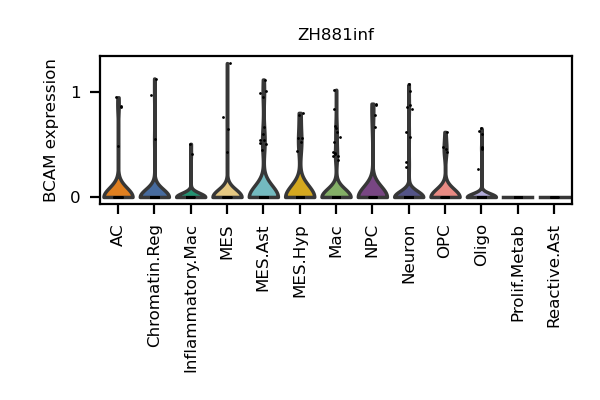 ZH881inf
BCAM expression
1
0
AC
Chromatin.Reg
Inflammatory.Mac
MES
MES.Ast
MES.Hyp
Mac
NPC
Neuron
OPC
Oligo
Prolif.Metab
Reactive.Ast